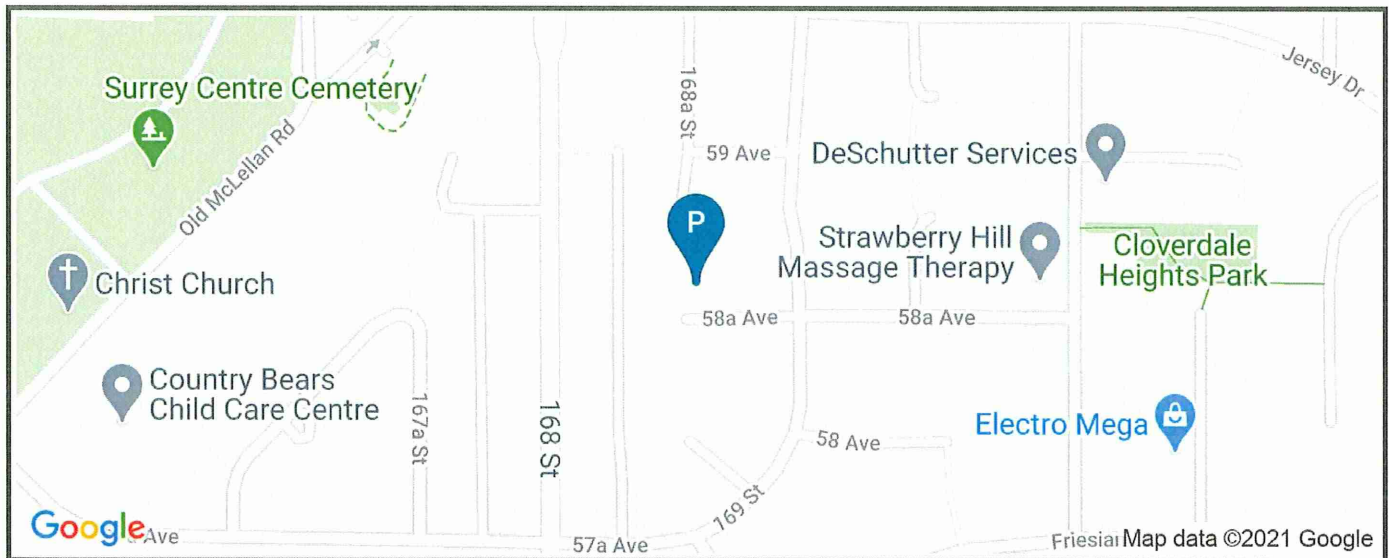 Jersey Dr
Surrey Centre Cemetery
168a St
Old McLellan Rd
59 Ave
DeSchutter Services
P
Strawberry Hill
Massage Therapy
Cloverdale
Heights Park
Christ Church
58a Ave
58a Ave
Country Bears
Child Care Centre
167a St
168 St
Electro Mega
58 Ave
169 St
Google
Ave
57a Ave
Map data ©2021 Google